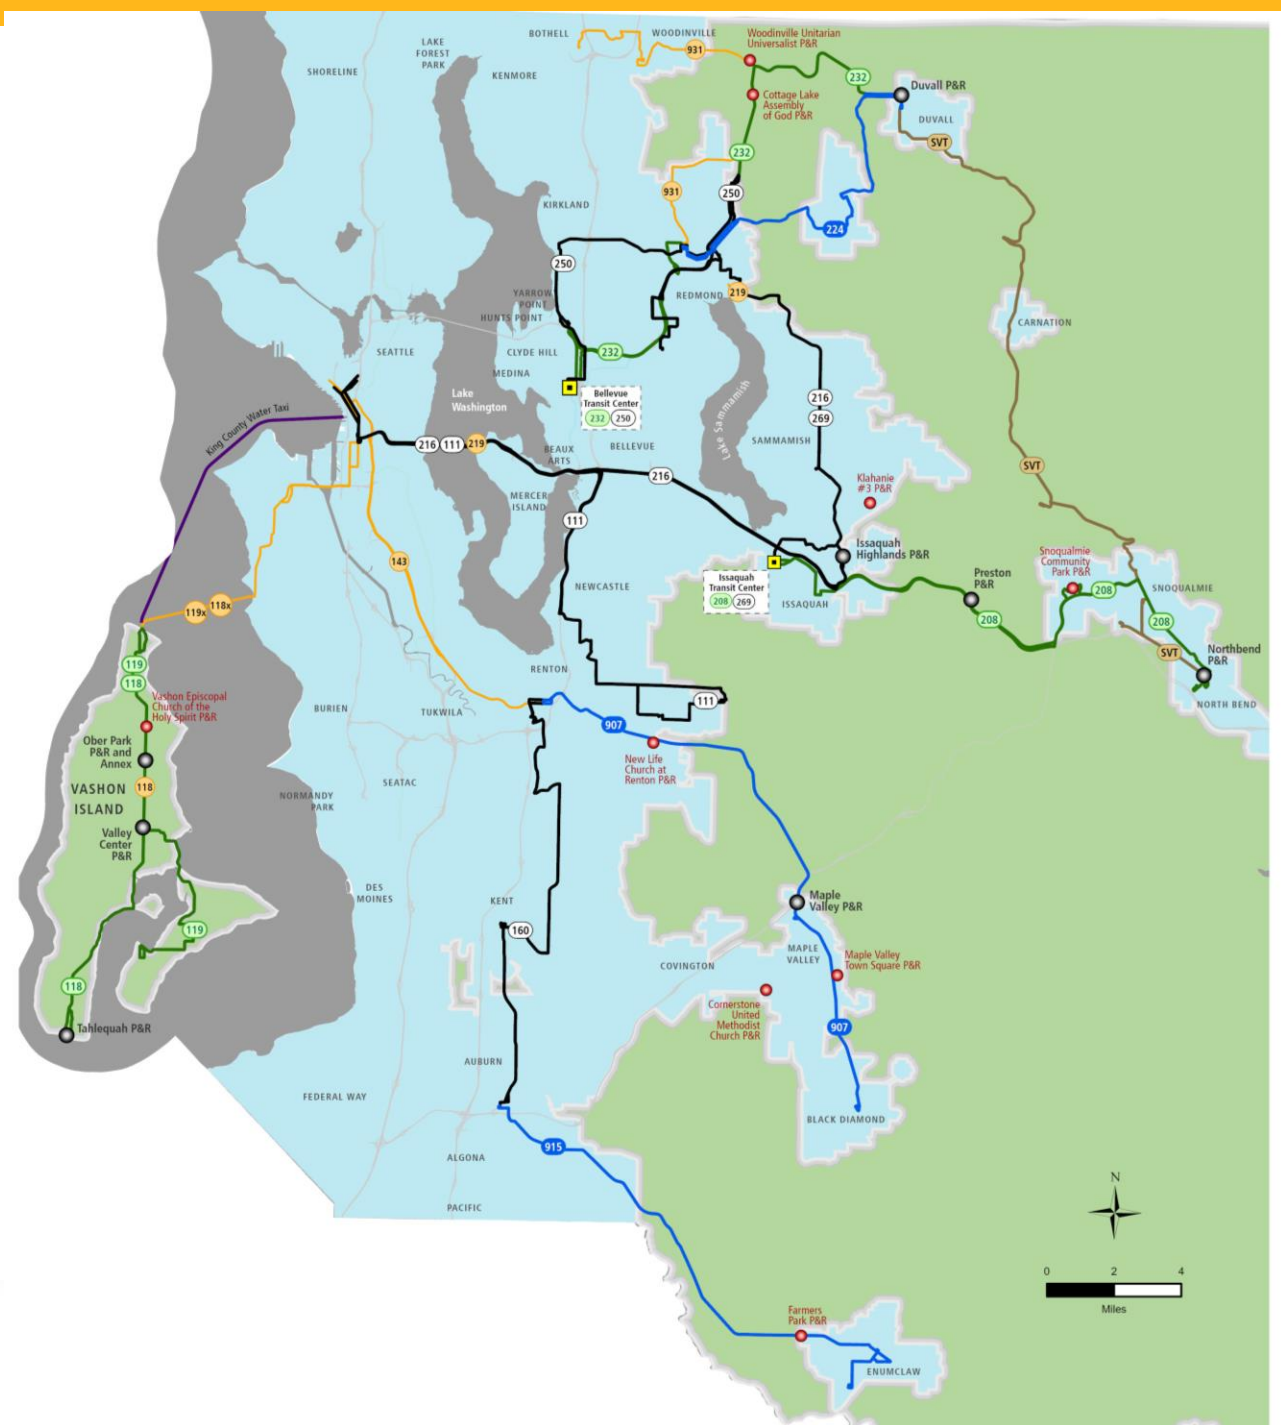 BOTHELL
WOODINVILLE
Woodinville Unitarian
Universalist P&R
LAKE
FOREST
PARK
931
SHORELINE
KENMORE
232
Duvall P&R
Cottage Lake
Assembly
of God P&R
DUVALL
SVT
232
931
250
KIRKLAND
224
250
YARROW
POINT
REDMOND
219
HUNTS POINT
CARNATION
SEATTLE
CLYDE HILL
232
MEDINA
Lake
Washington
Bellevue
Transit Center
232
250
Lake Sammamish
216
269
King County Water Taxi
216
111
219
BEAUX
ARTS
BELLEVUE
SAMMAMISH
216
SVT
Klahanie
#3 P&R
MERCER
ISLAND
111
Issaquah
Highlands P&R
143
Snoqualmie
Community
Park P&R
NEWCASTLE
Issaquah
Transit Center
208
269
Preston
P&R
SNOQUALMIE
208
ISSAQUAH
119x
118x
208
208
SVT
Northbend
P&R
119
118
RENTON
111
NORTH BEND
Vashon Episcopal
Church of the
Holy Spirit P&R
BURIEN
TUKWILA
907
Ober Park
P&R and
Annex
New Life
Church at
Renton P&R
VASHON
ISLAND
118
SEATAC
NORMANDY
PARK
Valley
Center
P&R
DES
MOINES
KENT
Maple
Valley P&R
119
160
MAPLE
VALLEY
COVINGTON
Maple Valley
Town Square P&R
118
Cornerstone
United
Methodist
Church P&R
Tahlequah P&R
907
AUBURN
FEDERAL WAY
BLACK DIAMOND
915
ALGONA
N
PACIFIC
0 2 4
Miles
Farmers
Park P&R
ENUMCLAW